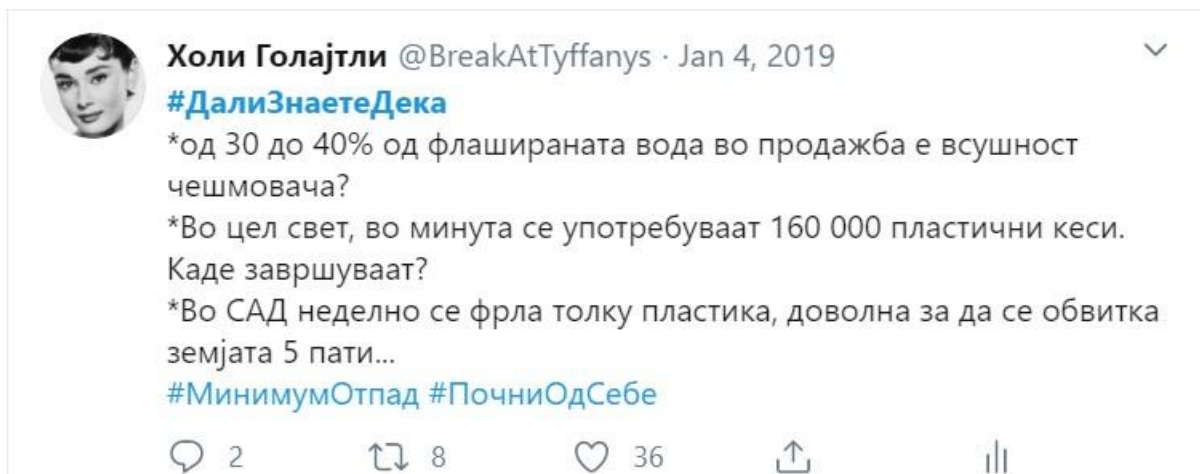 Холи Голајтли @BreakAtTyffanys · Jan 4, 2019
#ДалиЗнаетеДека
*од 30 до 40% од флашираната вода во продажба е всушност
чешмовача?
*Во цел свет, во минута се употребуваат 160 000 пластични кеси.
Каде завршуваат?
*Во САД неделно се фрла толку пластика, доволна за да се обвитка
земјата 5 пати...
#МинимумОтпад #ПочниОдСебе
2 8 36